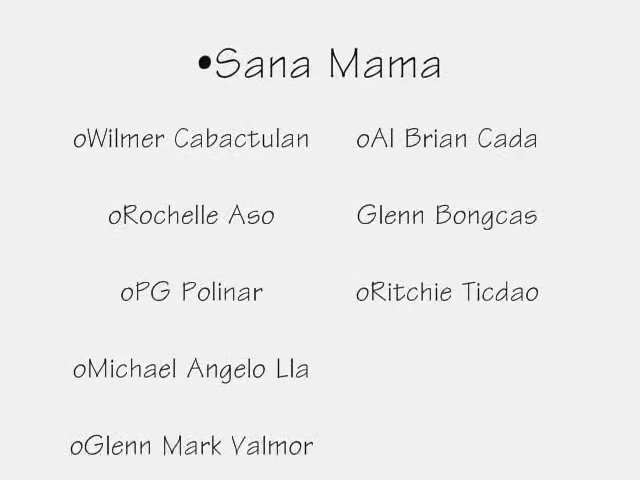 •Sana Mama
oWilmer Cabactulan
oRochelle Aso
oPG Polinar
oMichael Angelo Lla
oGlenn Mark Valmor
oAl Brian Cada
Glenn Bongcas
oRitchie Ticdao